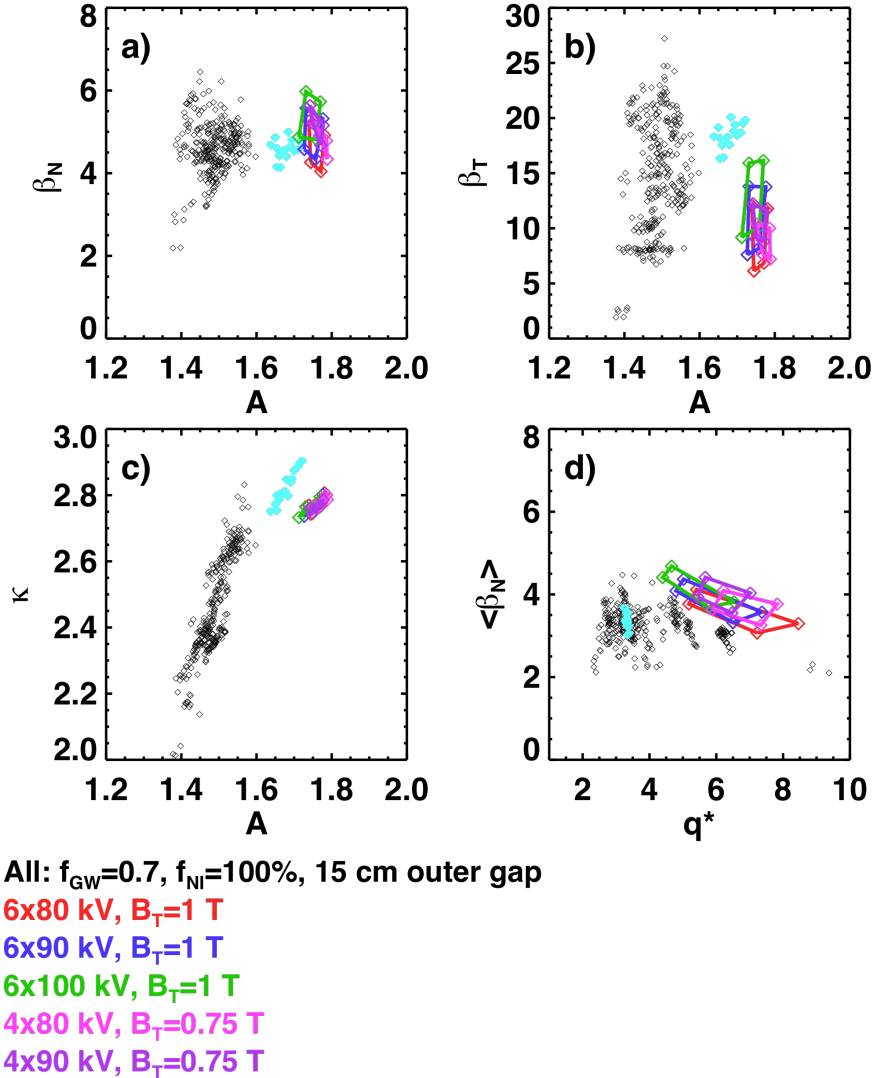 a)
8
6
4
2
0
β_N
1.2 1.4 1.6 1.8 2.0
A
b)
30
25
20
15
10
5
0
β_T
1.2 1.4 1.6 1.8 2.0
A
c)
3.0
2.8
2.6
2.4
2.2
2.0
κ
1.2 1.4 1.6 1.8 2.0
A
d)
8
6
4
2
0
<β_N>
2 4 6 8 10
q*
All: f_GW=0.7, f_NI=100%, 15 cm outer gap
6x80 kV, B_T=1 T
6x90 kV, B_T=1 T
6x100 kV, B_T=1 T
4x80 kV, B_T=0.75 T
4x90 kV, B_T=0.75 T